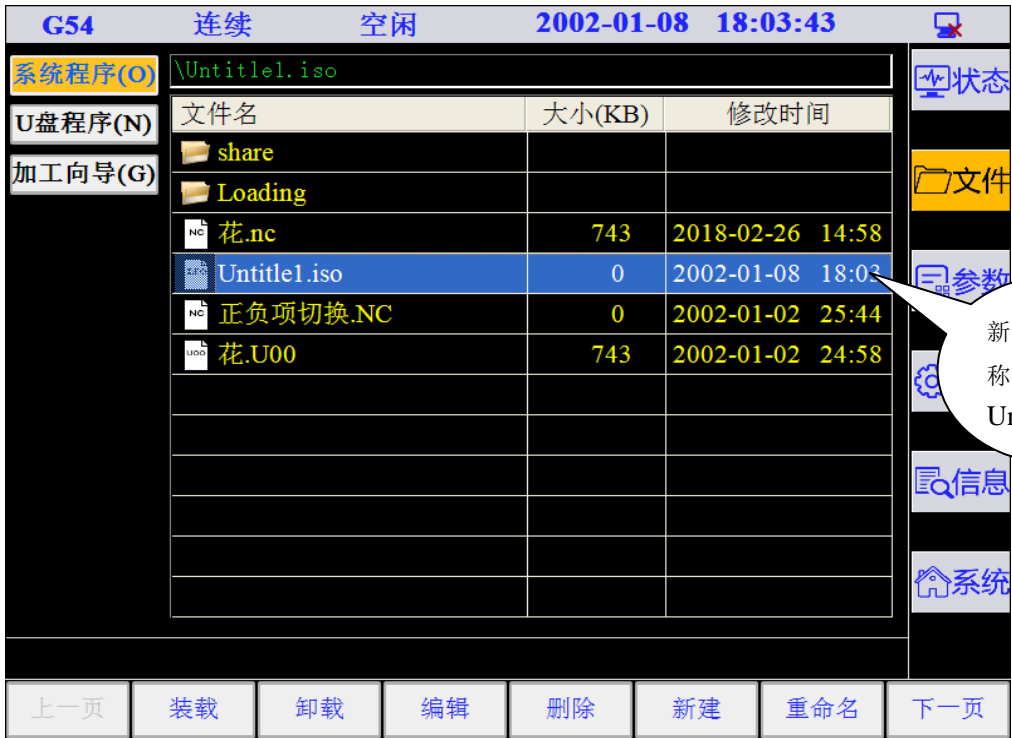 G54 连续 空闲 2002-01-08 18:03:43
系统程序(O)
U盘程序(N)
加工向导(G)
\Untitle1.iso
文件名 大小(KB) 修改时间
share
Loading
花.nc 743 2018-02-26 14:58
Untitle1.iso 0 2002-01-08 18:03
正负项切换.NC 0 2002-01-02 25:44
花.U00 743 2002-01-02 24:58
状态
文件
参数
新
称
信息
系统
上一页 装载 卸载 编辑 删除 新建 重命名 下一页